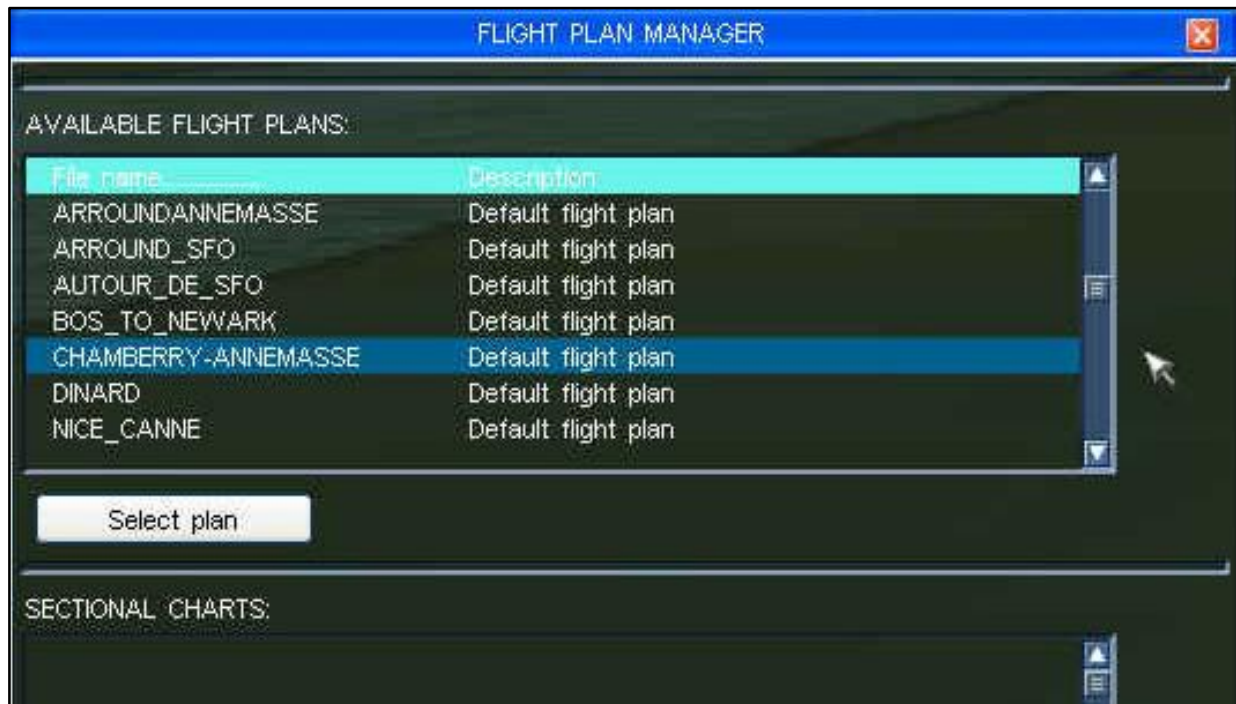 FLIGHT PLAN MANAGER
AVAILABLE FLIGHT PLANS:
File name........... Description
ARROUNDANNEMASSE Default flight plan
ARROUND_SFO Default flight plan
AUTOUR_DE_SFO Default flight plan
BOS_TO_NEWARK Default flight plan
CHAMBERRY-ANNEMASSE Default flight plan
DINARD Default flight plan
NICE_CANNE Default flight plan
Select plan
SECTIONAL CHARTS: